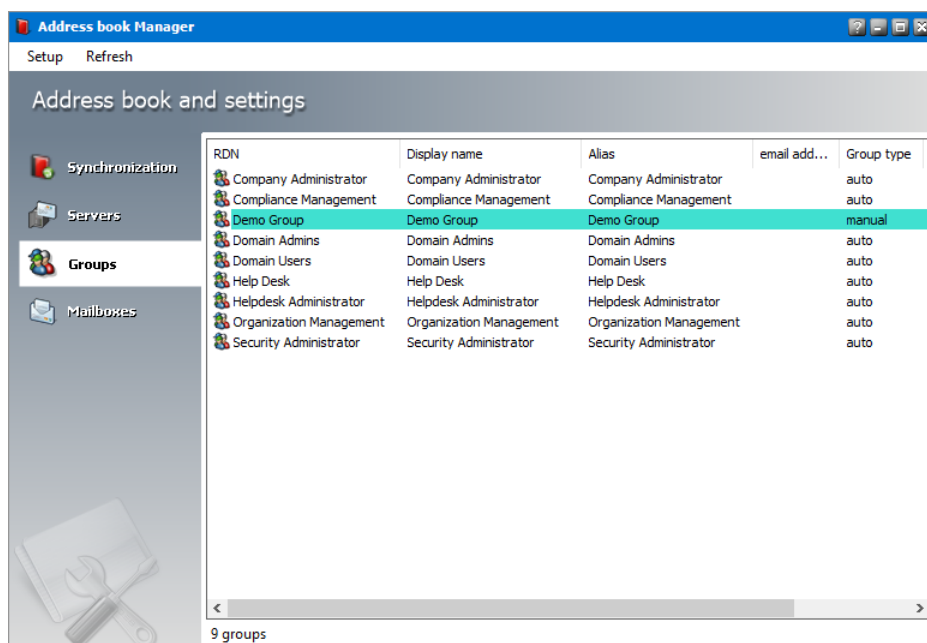 Address book Manager
Setup Refresh
Address book and settings
Synchronization
Servers
Groups
Mailboxes
RDN Display name Alias email add... Group type
Company Administrator Company Administrator Company Administrator auto
Compliance Management Compliance Management Compliance Management auto
Demo Group Demo Group Demo Group manual
Domain Admins Domain Admins Domain Admins auto
Domain Users Domain Users Domain Users auto
Help Desk Help Desk Help Desk auto
Helpdesk Administrator Helpdesk Administrator Helpdesk Administrator auto
Organization Management Organization Management Organization Management auto
Security Administrator Security Administrator Security Administrator auto
9 groups